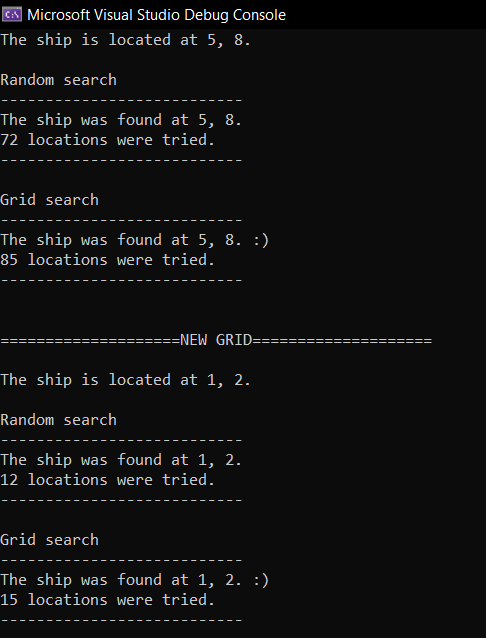 Microsoft Visual Studio Debug Console
The ship is located at 5, 8.
Random search
---------------------------
The ship was found at 5, 8.
72 locations were tried.
---------------------------
Grid search
---------------------------
The ship was found at 5, 8. :)
85 locations were tried.
---------------------------
====================NEW GRID====================
The ship is located at 1, 2.
Random search
---------------------------
The ship was found at 1, 2.
12 locations were tried.
---------------------------
Grid search
---------------------------
The ship was found at 1, 2. :)
15 locations were tried.
---------------------------